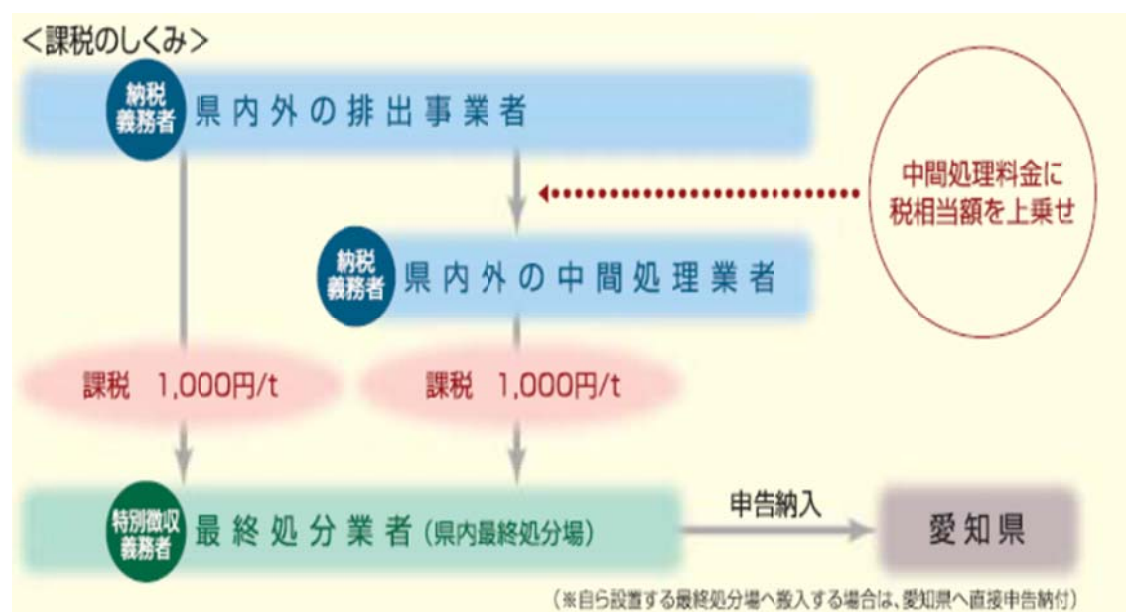 ＜課税のしくみ＞
納税
義務者
県内外の排出事業者
中間処理料金に
税相当額を上乗せ
納税
義務者
県内外の中間処理業者
課税 1,000円/t
課税 1,000円/t
特別徴収
義務者
最終処分業者（県内最終処分場）
申告納入
愛知県
（※自ら設置する最終処分場へ搬入する場合は、愛知県へ直接申告納付）